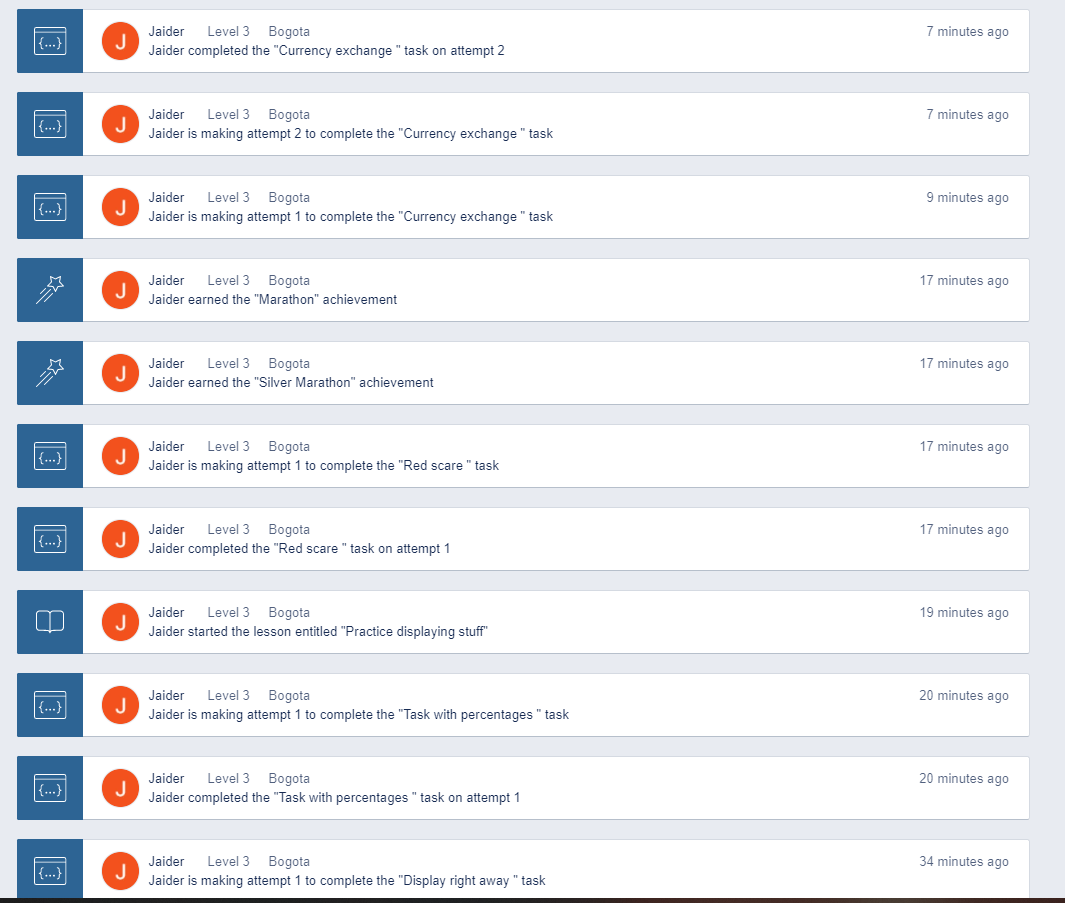 {...}
J
Jaider Level 3 Bogota 7 minutes ago
Jaider completed the "Currency exchange " task on attempt 2
{...}
J
Jaider Level 3 Bogota 7 minutes ago
Jaider is making attempt 2 to complete the "Currency exchange " task
{...}
J
Jaider Level 3 Bogota 9 minutes ago
Jaider is making attempt 1 to complete the "Currency exchange " task
J
Jaider Level 3 Bogota 17 minutes ago
Jaider earned the "Marathon" achievement
J
Jaider Level 3 Bogota 17 minutes ago
Jaider earned the "Silver Marathon" achievement
{...}
J
Jaider Level 3 Bogota 17 minutes ago
Jaider is making attempt 1 to complete the "Red scare " task
{...}
J
Jaider Level 3 Bogota 17 minutes ago
Jaider completed the "Red scare " task on attempt 1
J
Jaider Level 3 Bogota 19 minutes ago
Jaider started the lesson entitled "Practice displaying stuff"
{...}
J
Jaider Level 3 Bogota 20 minutes ago
Jaider is making attempt 1 to complete the "Task with percentages " task
{...}
J
Jaider Level 3 Bogota 20 minutes ago
Jaider completed the "Task with percentages " task on attempt 1
{...}
J
Jaider Level 3 Bogota 34 minutes ago
Jaider is making attempt 1 to complete the "Display right away " task